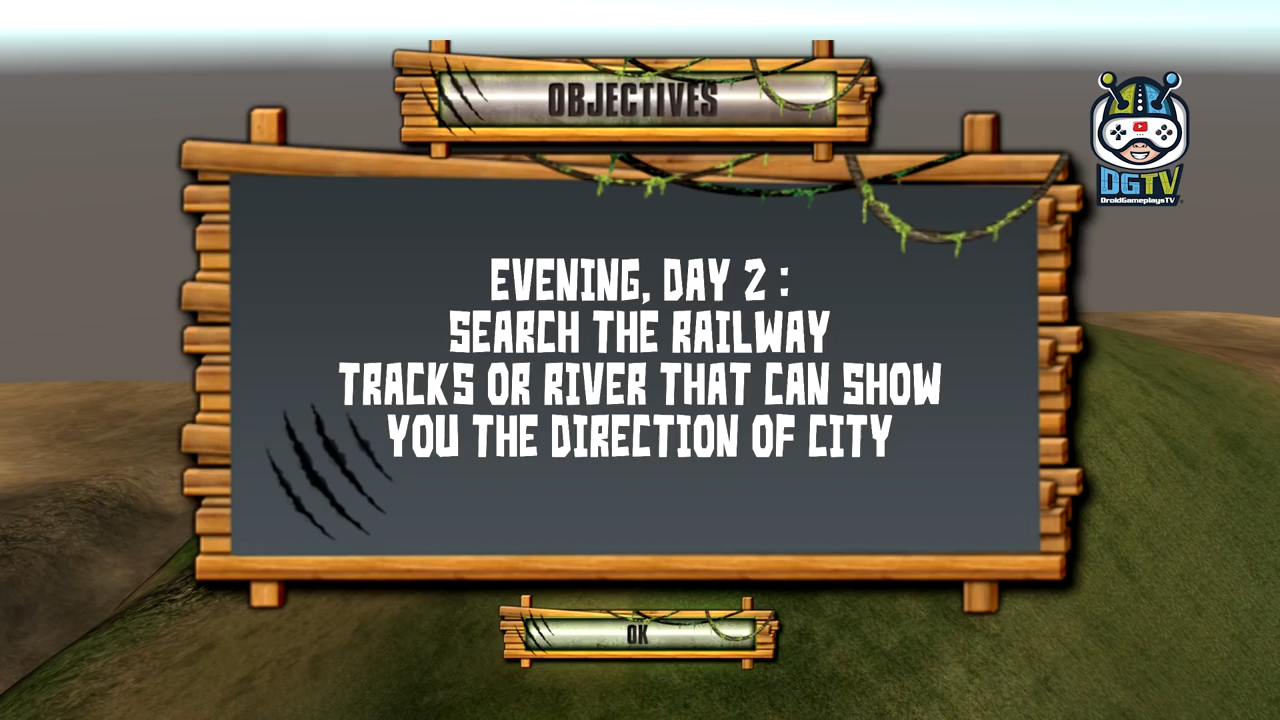 OBJECTIVES
EVENING, DAY 2 :
SEARCH THE RAILWAY
TRACKS OR RIVER THAT CAN SHOW
YOU THE DIRECTION OF CITY
OK
DGTV
DroidGameplaysTV